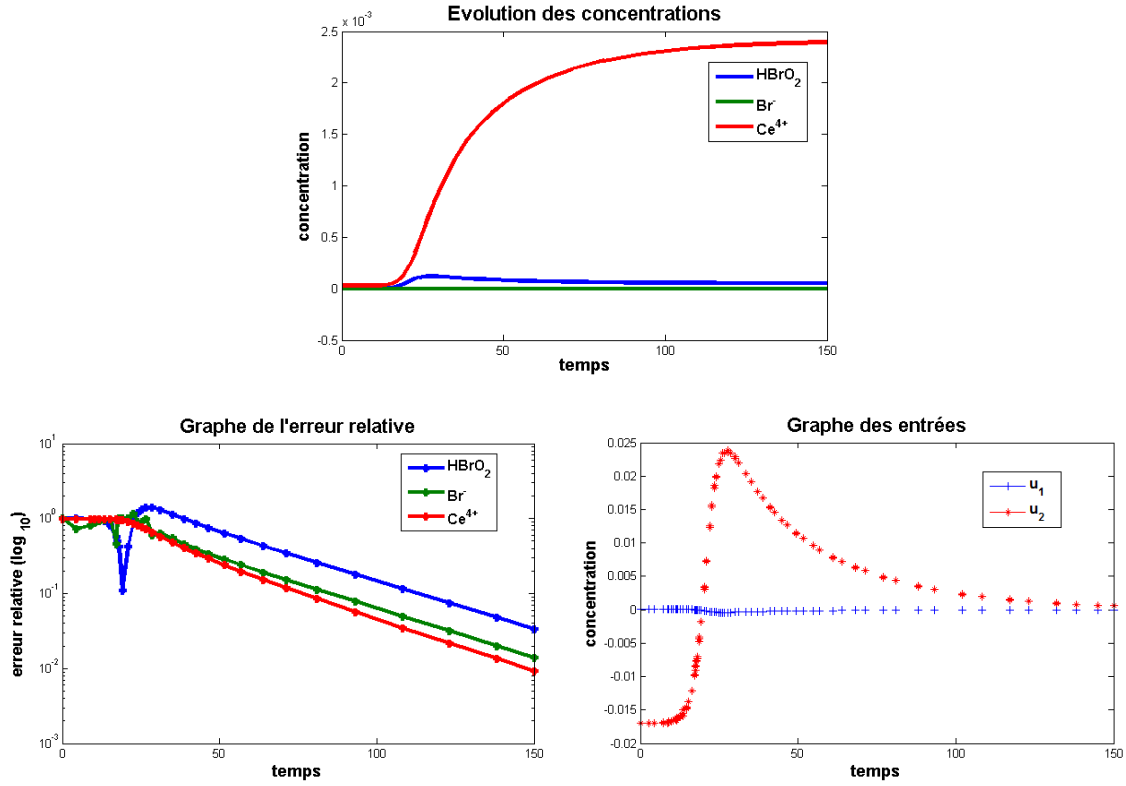 Evolution des concentrations
x 10⁻³
2.5
2
1.5
1
0.5
0
-0.5
concentration
0 50 100 150
temps
HBrO₂
Br⁻
Ce⁴⁺
Graphe de l'erreur relative
10¹
10⁰
10⁻¹
10⁻²
10⁻³
erreur relative (log ₁₀)
0 50 100 150
temps
HBrO₂
Br⁻
Ce⁴⁺
Graphe des entrées
0.025
0.02
0.015
0.01
0.005
0
-0.005
-0.01
-0.015
-0.02
concentration
0 50 100 150
temps
u₁
u₂